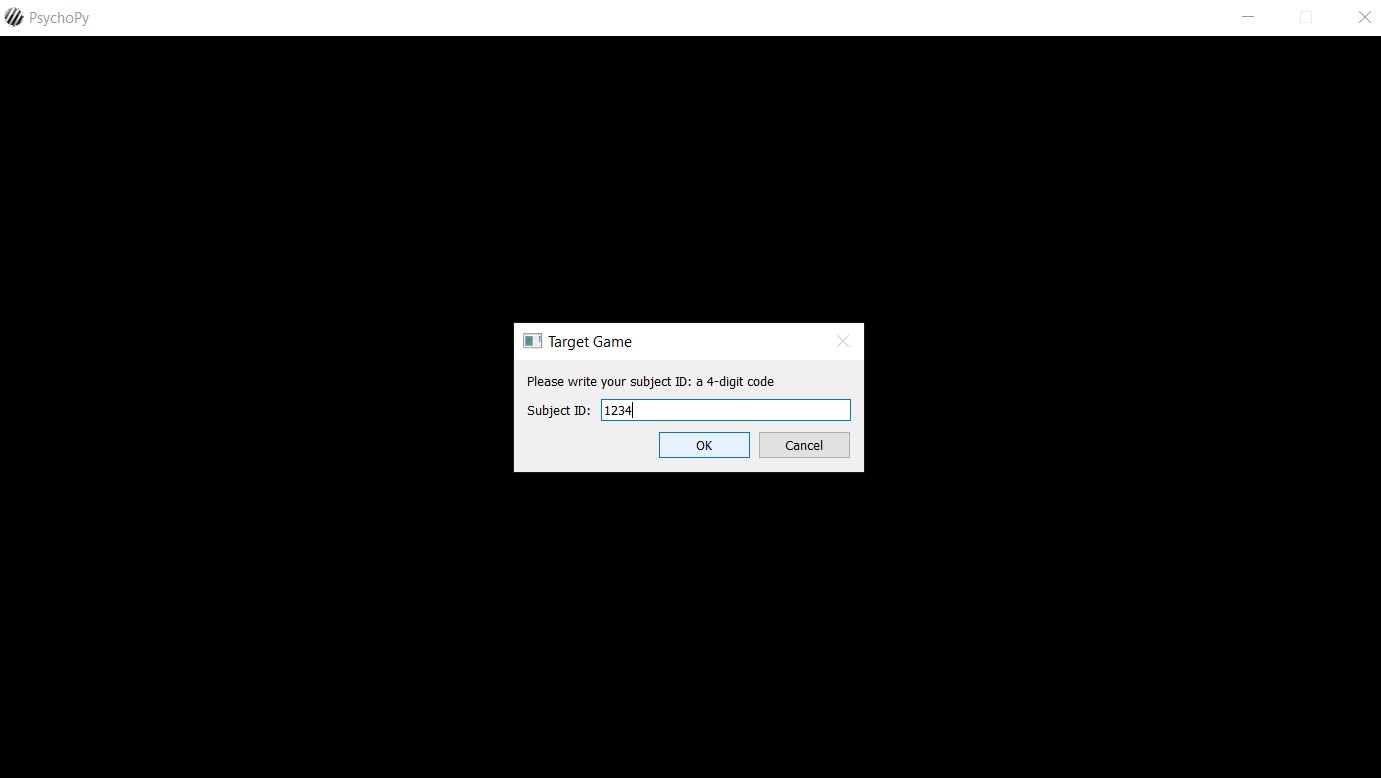 PsychoPy
Target Game
Please write your subject ID: a 4-digit code
Subject ID: 1234
OK Cancel